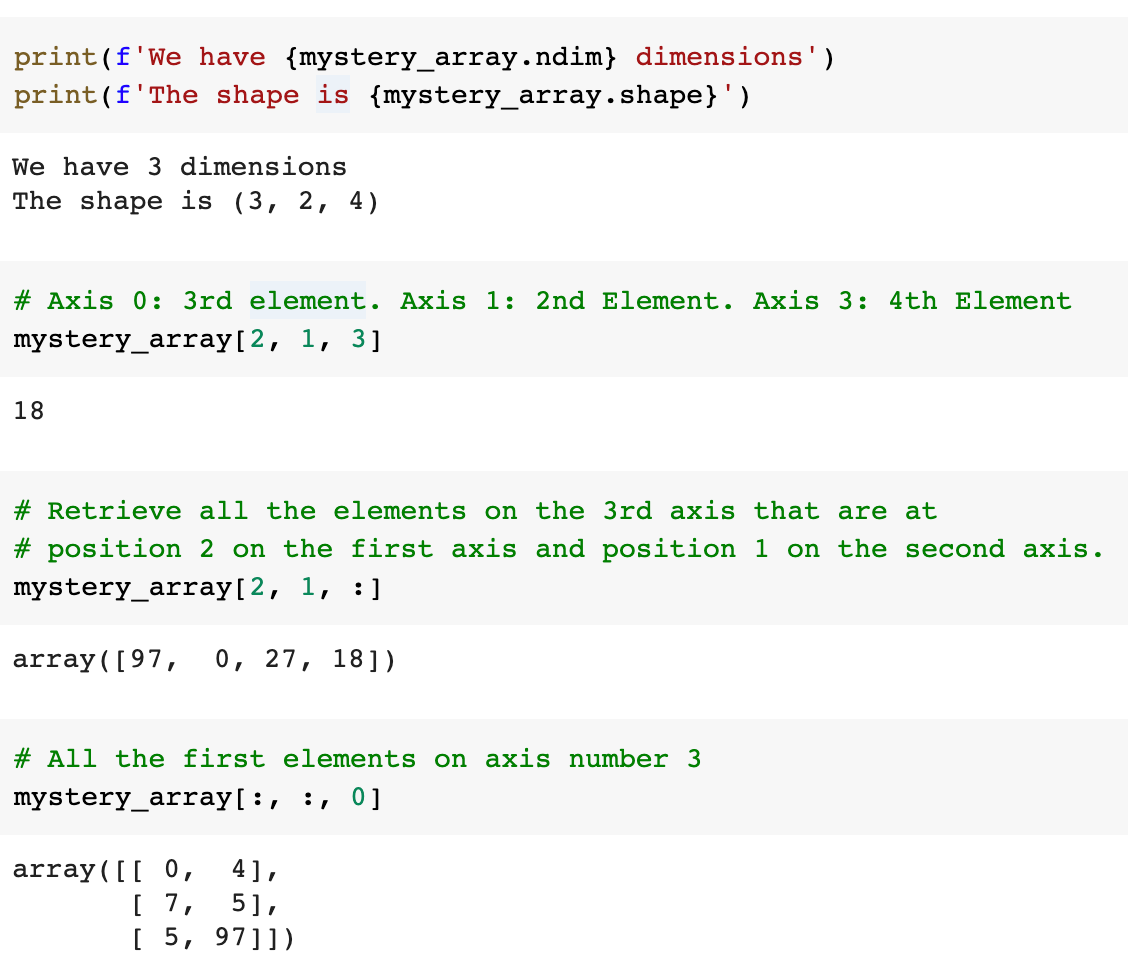 print(f'We have {mystery_array.ndim} dimensions')
print(f'The shape is {mystery_array.shape}')
We have 3 dimensions
The shape is (3, 2, 4)
# Axis 0: 3rd element. Axis 1: 2nd Element. Axis 3: 4th Element
mystery_array[2, 1, 3]
18
# Retrieve all the elements on the 3rd axis that are at
# position 2 on the first axis and position 1 on the second axis.
mystery_array[2, 1, :]
array([97,  0, 27, 18])
# All the first elements on axis number 3
mystery_array[:, :, 0]
array([[ 0,  4],
       [ 7,  5],
       [ 5, 97]])